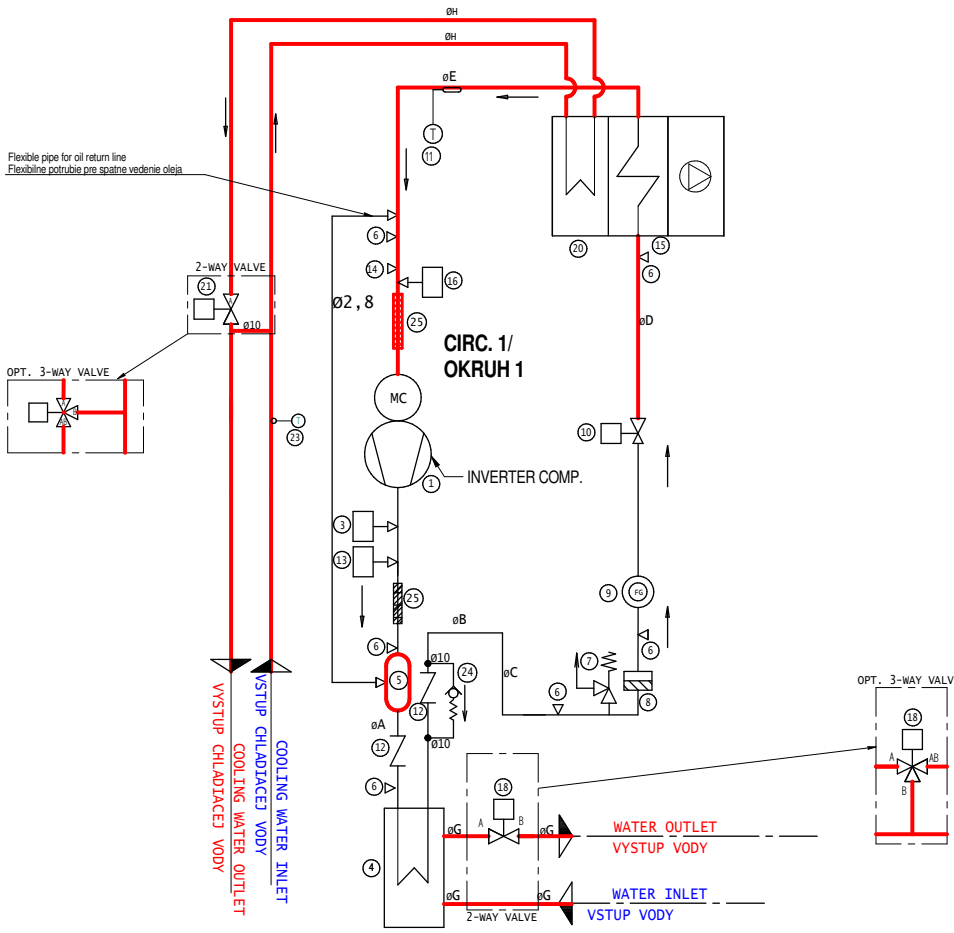 øH
øH
øE
T
11
Flexible pipe for oil return line
Flexibilne potrubie pre spatne vedenie oleja
6
14
16
20
15
6
2-WAY VALVE
21
A
ø10
Ø2,8
25
øD
CIRC. 1/
OKRUH 1
OPT. 3-WAY VALVE
A
B
AB
MC
T
23
10
1
INVERTER COMP.
3
13
25
9
FG
øB
6
ø10
7
6
5
24
øC
12
6
8
OPT. 3-WAY VALV
øA
12
ø10
18
A
AB
B
6
18
A
B
4
øG
øG
WATER OUTLET
VYSTUP VODY
øG
øG
WATER INLET
VSTUP VODY
2-WAY VALVE
VYSTUP CHLADIACEJ VODY
COOLING WATER OUTLET
VSTUP CHLADIACEJ VODY
COOLING WATER INLET